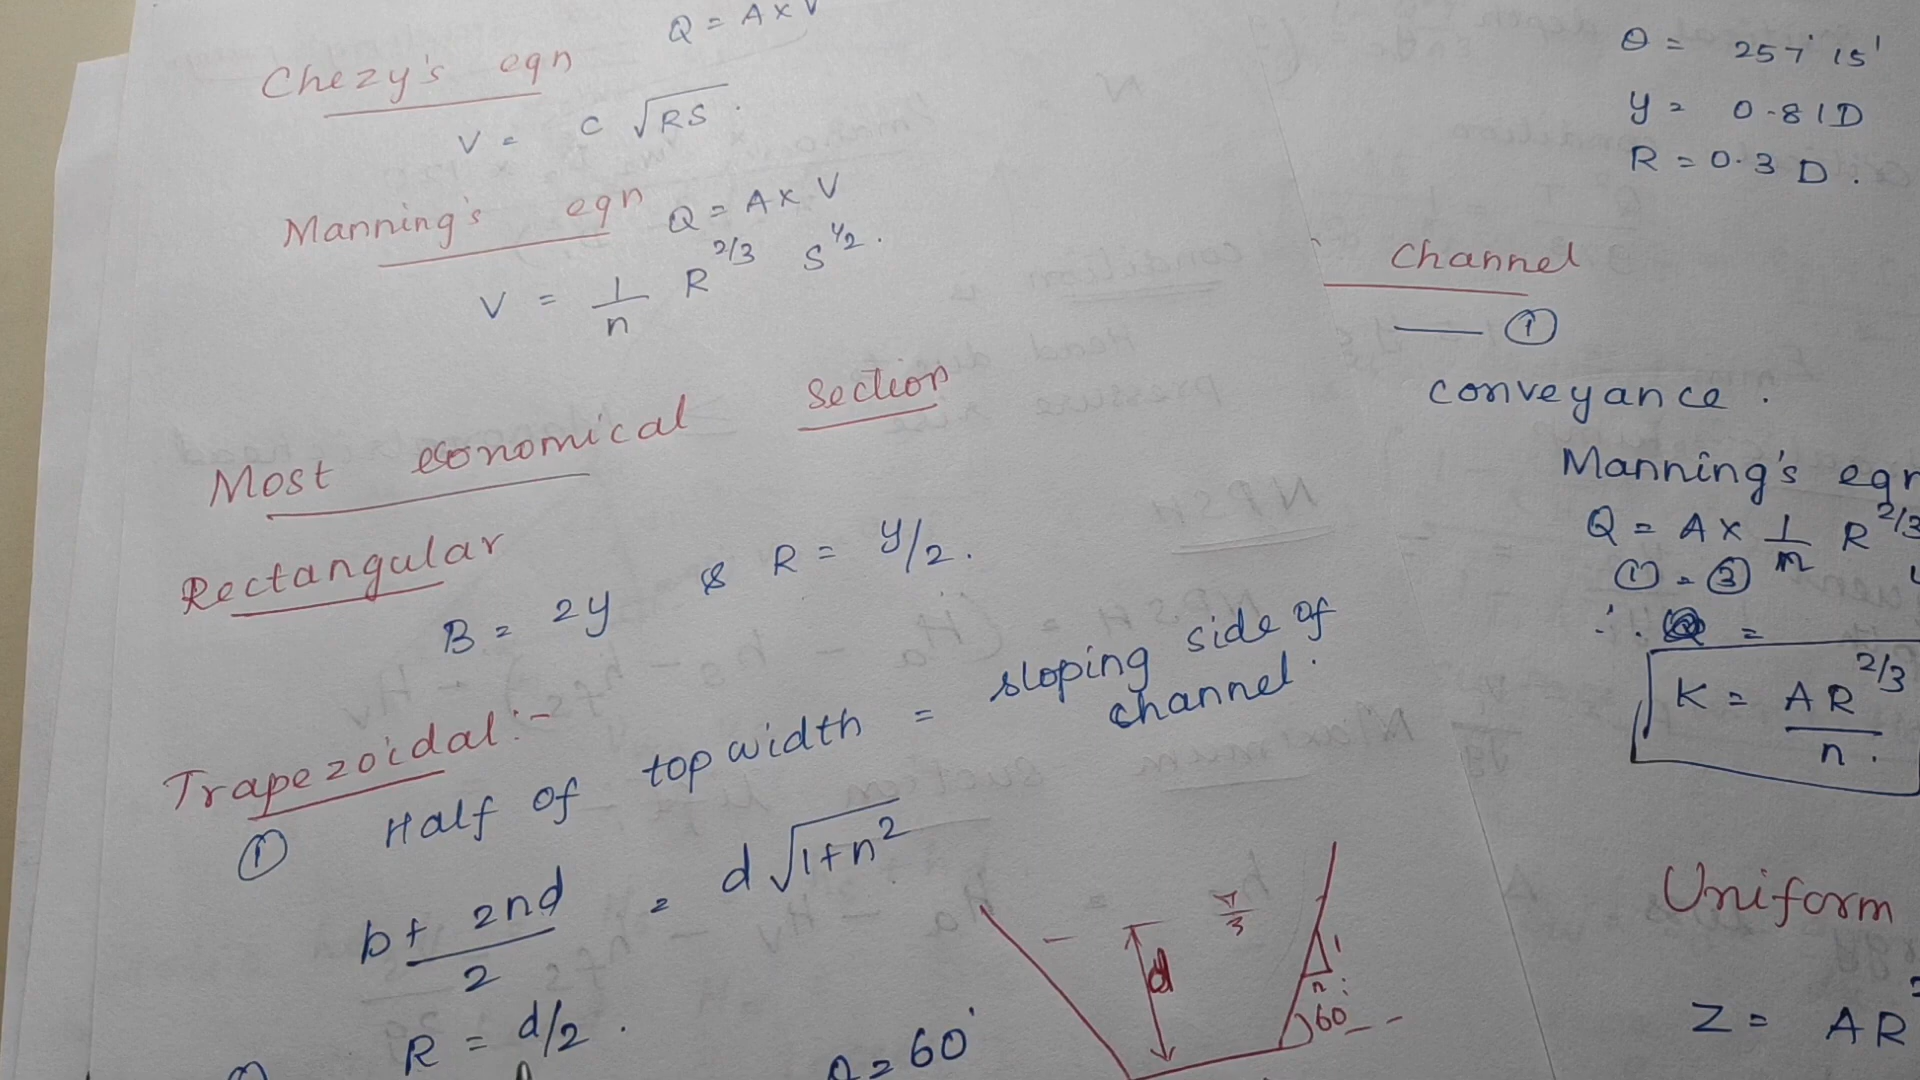 Q = A x V
Chezy's eqn
V = C √RS.
Manning's eqn
Q = A x V
V = 1/n R^2/3 S^1/2.
Most economical Section
Rectangular
B = 2y & R = y/2.
Trapezoidal:-
① Half of top width = sloping side of channel.
b + 2nd / 2 = d √1+n²
R = d/2.
θ = 60°
d
1
n
60
θ = 257° 15'
y = 0.81D
R = 0.3 D.
Channel
— ①
conveyance.
Manning's eqn
Q = A x 1/n R^2/3
① = ③
∴ =
K = AR^2/3 / n.
Uniform
Z = AR